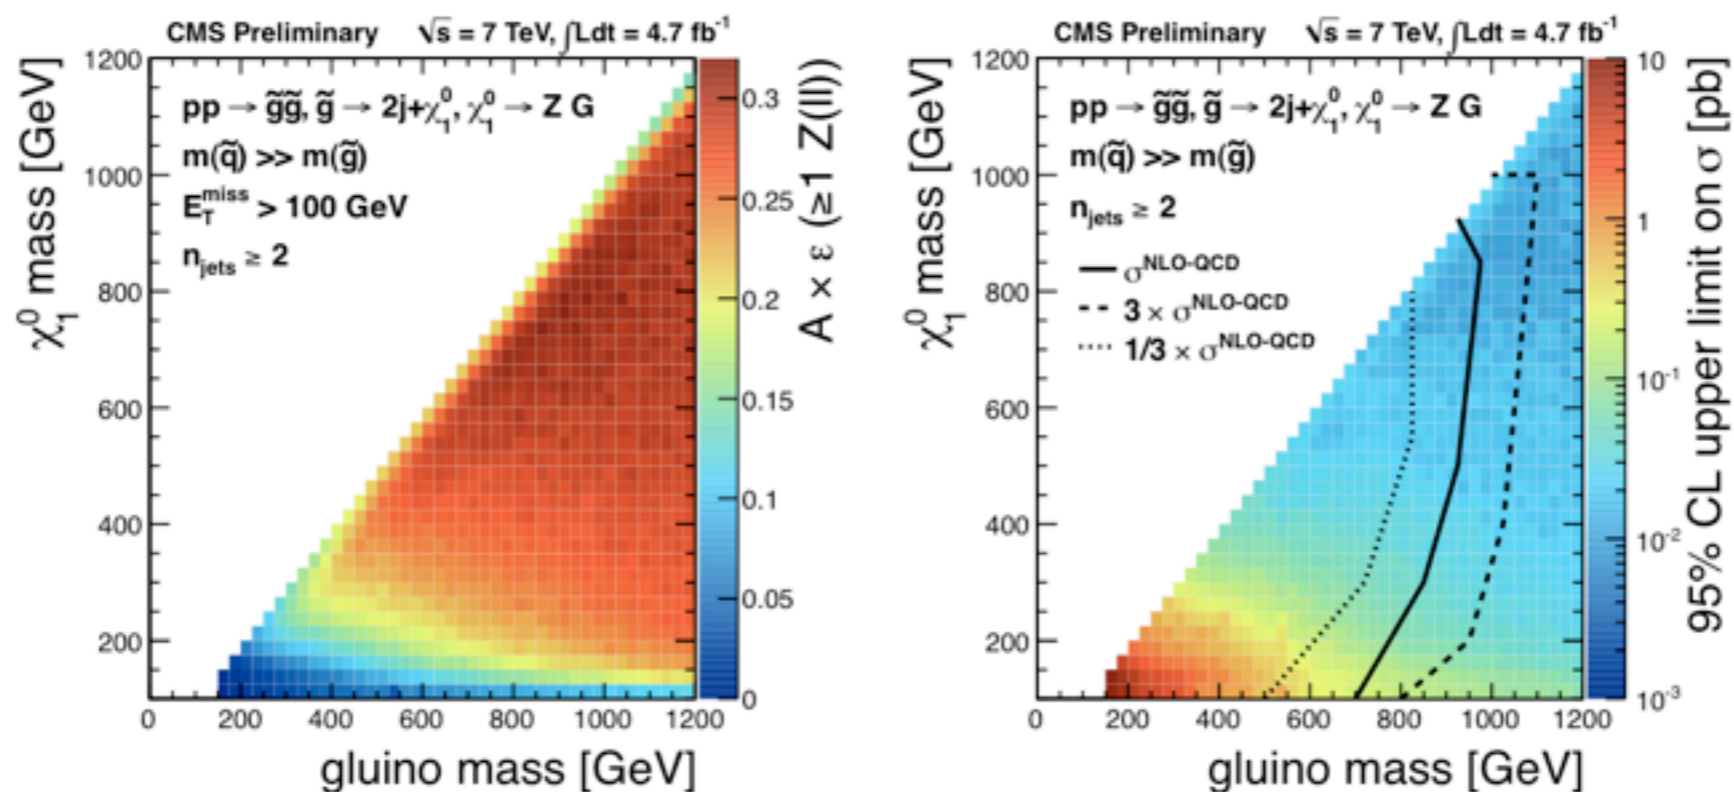 CMS Preliminary √s = 7 TeV, ∫Ldt = 4.7 fb⁻¹
χ̃₁⁰ mass [GeV]
1200
1000
800
600
400
200
pp → g̃g̃, g̃ → 2j+χ₁⁰, χ₁⁰ → Z G
m(q̃) >> m(g̃)
E_T^miss > 100 GeV
n_jets ≥ 2
0 200 400 600 800 1000 1200
gluino mass [GeV]
0.3
0.25
0.2
0.15
0.1
0.05
0
A × ε (≥1 Z(ll))
CMS Preliminary √s = 7 TeV, ∫Ldt = 4.7 fb⁻¹
χ₁⁰ mass [GeV]
1200
1000
800
600
400
200
pp → g̃g̃, g̃ → 2j+χ₁⁰, χ₁⁰ → Z G
m(q̃) >> m(g̃)
n_jets ≥ 2
σ^NLO-QCD
3 × σ^NLO-QCD
1/3 × σ^NLO-QCD
0 200 400 600 800 1000 1200
gluino mass [GeV]
10
1
10⁻¹
10⁻²
10⁻³
95% CL upper limit on σ [pb]